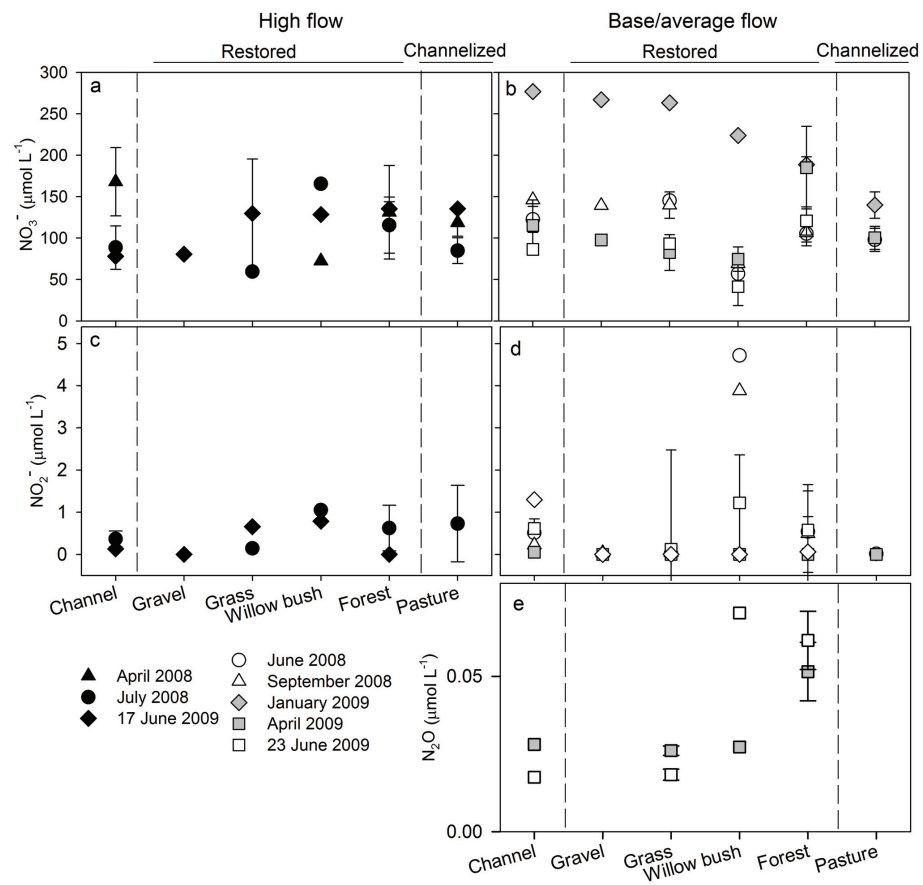 High flow
Base/average flow
Restored
Channelized
Restored
Channelized
a
b
300
250
200
150
100
50
0
NO₃⁻ (µmol L⁻¹)
c
d
5
4
3
2
1
0
NO₂⁻ (µmol L⁻¹)
Channel
Gravel
Grass
Willow bush
Forest
Pasture
April 2008
July 2008
17 June 2009
June 2008
September 2008
January 2009
April 2009
23 June 2009
e
0.05
0.00
N₂O (µmol L⁻¹)
Channel
Gravel
Grass
Willow bush
Forest
Pasture